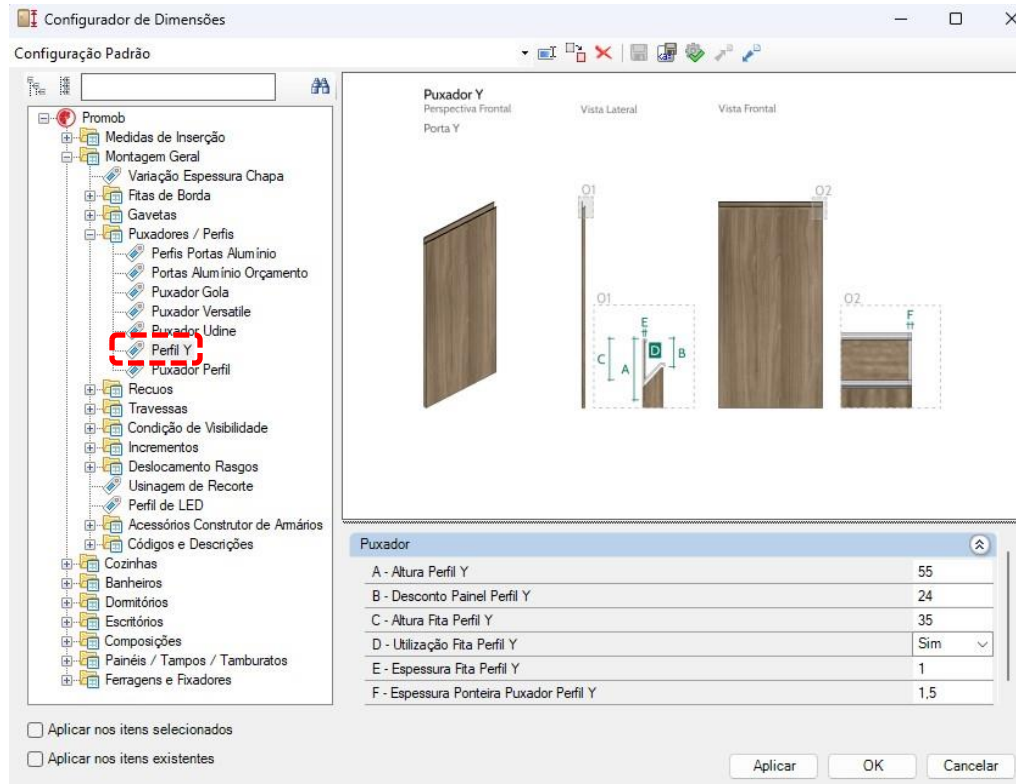 Configurador de Dimensões
Configuração Padrão
Promob
Medidas de Inserção
Montagem Geral
Variação Espessura Chapa
Fitas de Borda
Gavetas
Puxadores / Perfis
Perfis Portas Alumínio
Portas Alumínio Orçamento
Puxador Gola
Puxador Versatile
Puxador Udine
Perfil Y
Puxador Perfil
Recuos
Travessas
Condição de Visibilidade
Incrementos
Deslocamento Rasgos
Usinagem de Recorte
Perfil de LED
Acessórios Construtor de Armários
Códigos e Descrições
Cozinhas
Banheiros
Dormitórios
Escritórios
Composições
Painéis / Tampos / Tamburatos
Ferragens e Fixadores
Puxador Y
Perspectiva Frontal Vista Lateral Vista Frontal
Porta Y
01 02
01 02
E F
D B
C A
Puxador
A - Altura Perfil Y 55
B - Desconto Painel Perfil Y 24
C - Altura Fita Perfil Y 35
D - Utilização Fita Perfil Y Sim
E - Espessura Fita Perfil Y 1
F - Espessura Ponteira Puxador Perfil Y 1,5
Aplicar nos itens selecionados
Aplicar nos itens existentes
Aplicar OK Cancelar